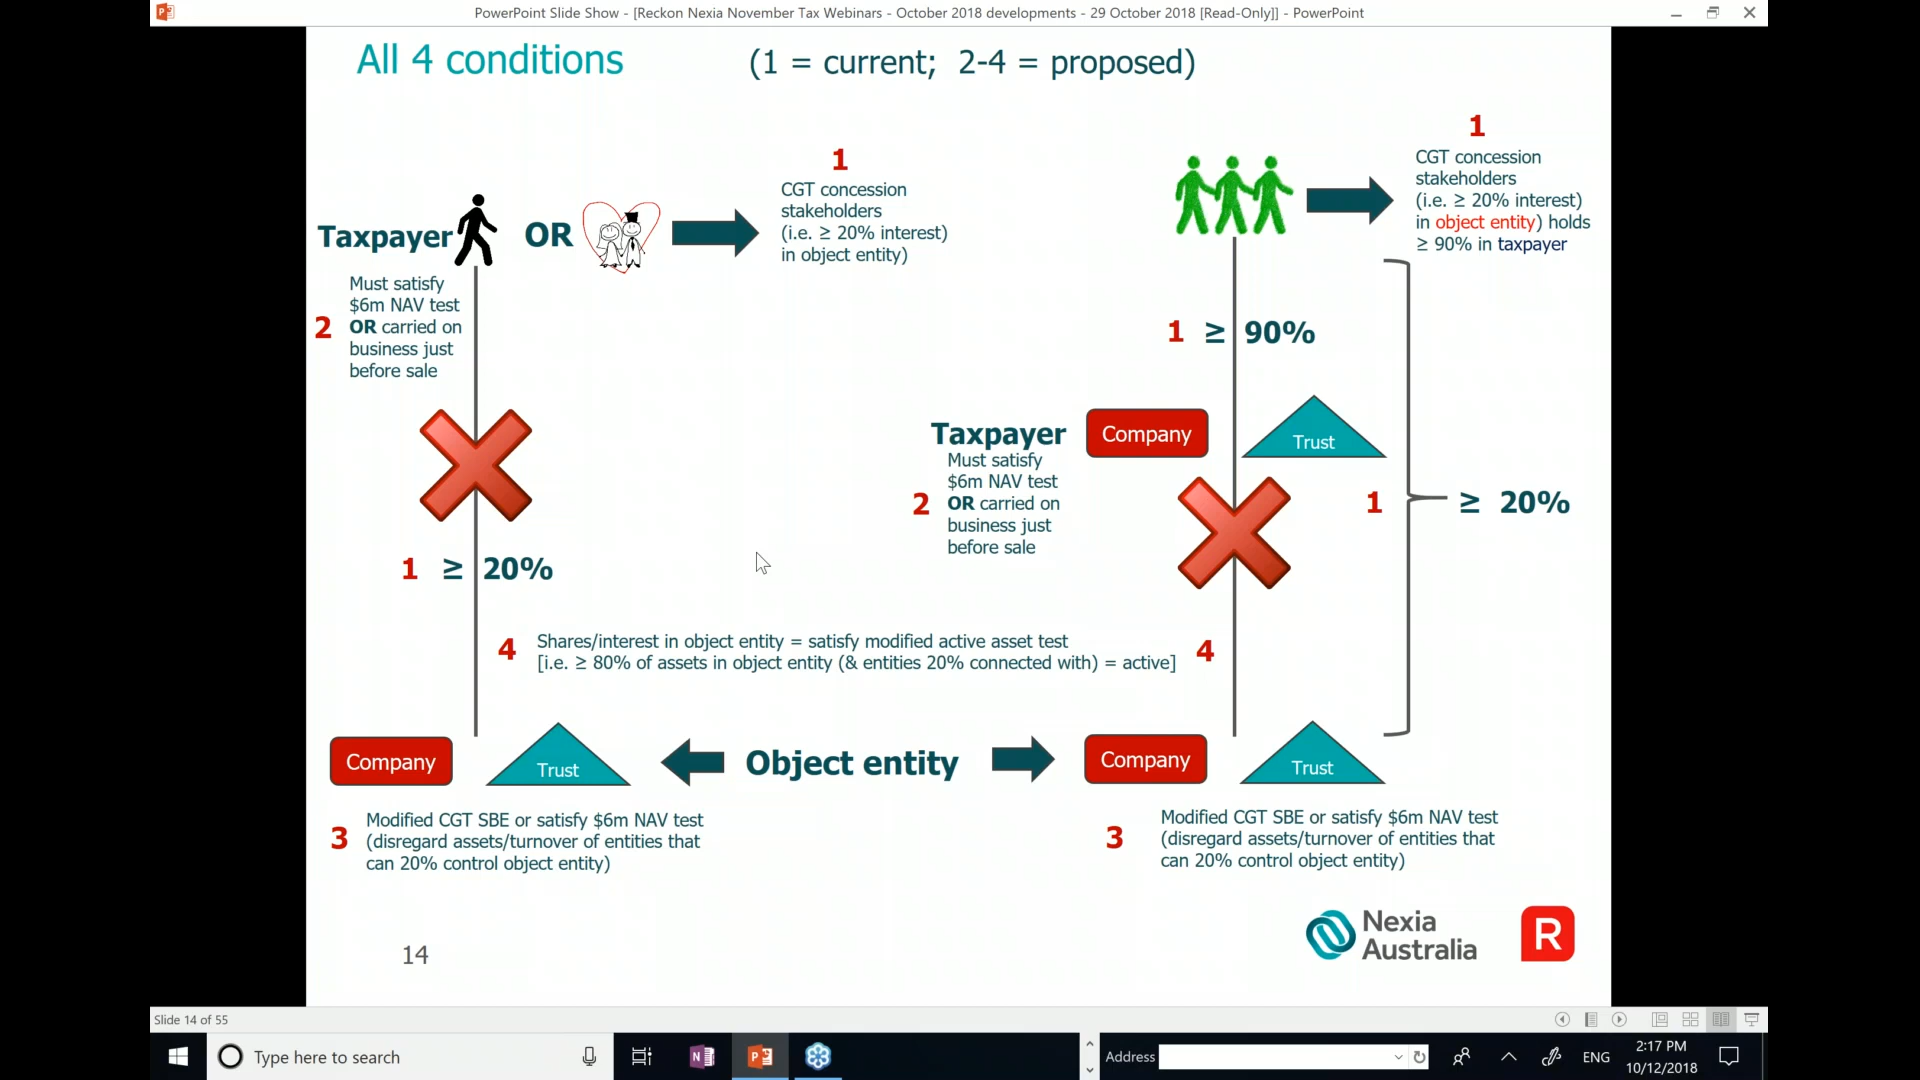 PowerPoint Slide Show - [Reckon Nexia November Tax Webinars - October 2018 developments - 29 October 2018 [Read-Only]] - PowerPoint
All 4 conditions
(1 = current; 2-4 = proposed)
Taxpayer
OR
1
CGT concession
stakeholders
(i.e. ≥ 20% interest)
in object entity)
2
Must satisfy
$6m NAV test
OR carried on
business just
before sale
1 ≥ 20%
1
CGT concession
stakeholders
(i.e. ≥ 20% interest)
in object entity) holds
≥ 90% in taxpayer
1 ≥ 90%
Taxpayer
Company
Trust
2
Must satisfy
$6m NAV test
OR carried on
business just
before sale
1 ≥ 20%
4
Shares/interest in object entity = satisfy modified active asset test
[i.e. ≥ 80% of assets in object entity (& entities 20% connected with) = active]
4
Company
Trust
Object entity
Company
Trust
3
Modified CGT SBE or satisfy $6m NAV test
(disregard assets/turnover of entities that
can 20% control object entity)
3
Modified CGT SBE or satisfy $6m NAV test
(disregard assets/turnover of entities that
can 20% control object entity)
14
Nexia
Australia
R
Slide 14 of 55
Type here to search
Address
ENG
2:17 PM
10/12/2018